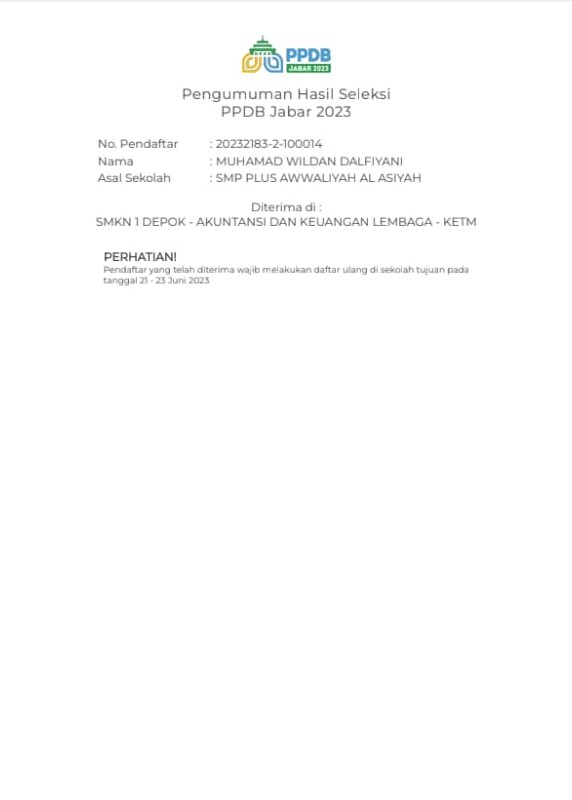 PPDB
JABAR 2023
Pengumuman Hasil Seleksi
PPDB Jabar 2023
No. Pendaftar : 20232183-2-100014
Nama : MUHAMAD WILDAN DALFIYANI
Asal Sekolah : SMP PLUS AWWALIYAH AL ASIYAH
Diterima di :
SMKN 1 DEPOK - AKUNTANSI DAN KEUANGAN LEMBAGA - KETM
PERHATIAN!
Pendaftar yang telah diterima wajib melakukan daftar ulang di sekolah tujuan pada
tanggal 21 - 23 Juni 2023.